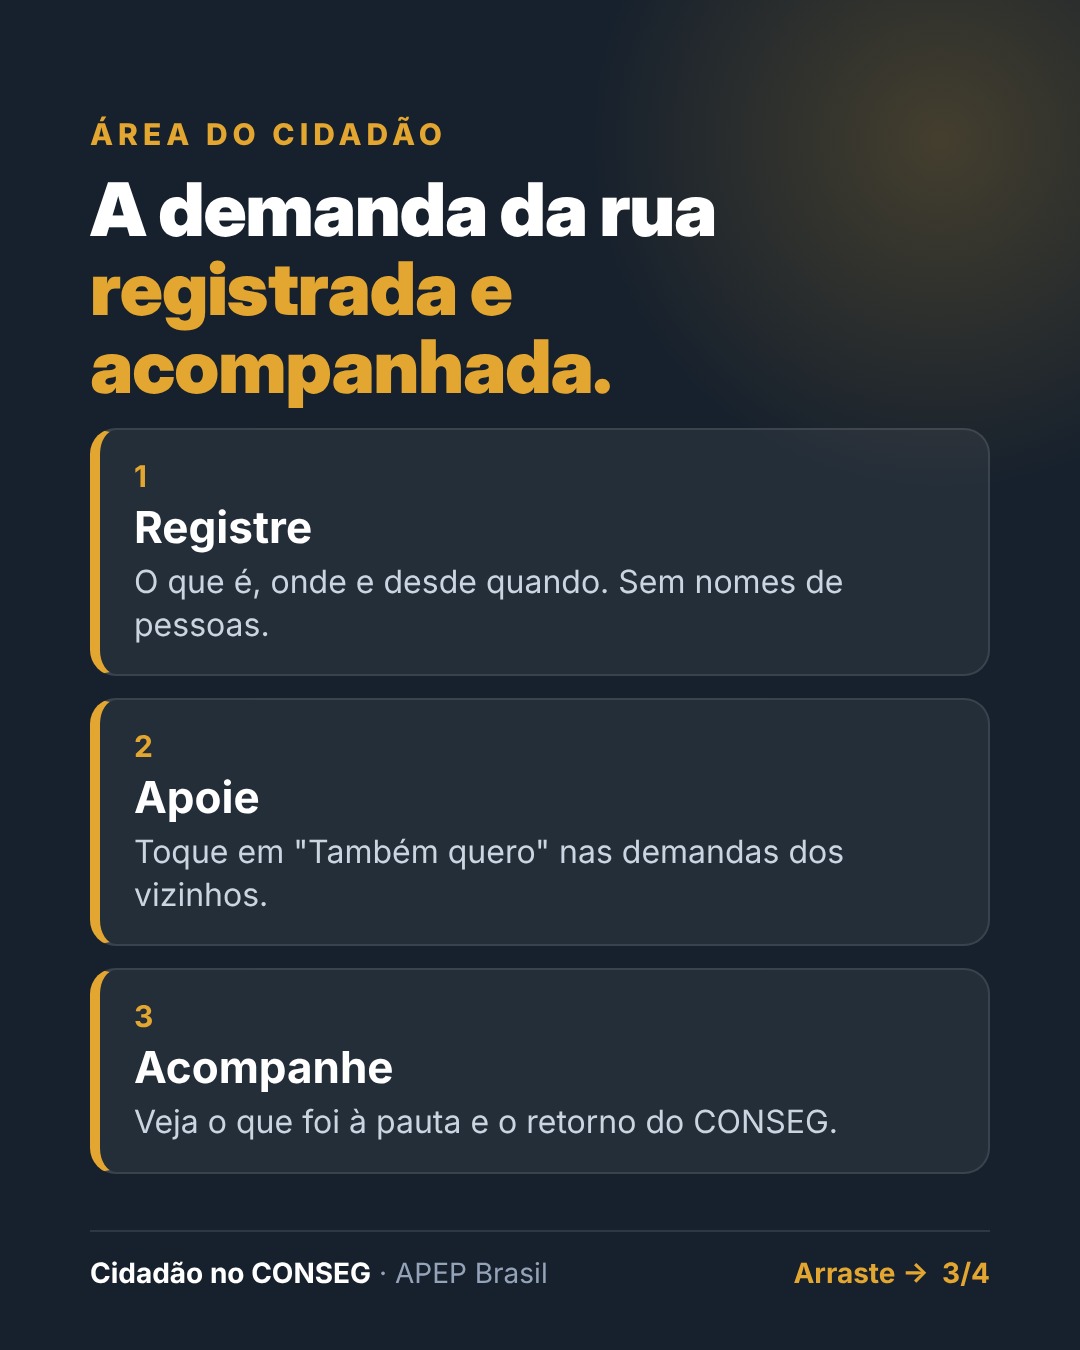 ÁREA DO CIDADÃO
A demanda da rua
registrada e
acompanhada.
1
Registre
O que é, onde e desde quando. Sem nomes de
pessoas.
2
Apoie
Toque em "Também quero" nas demandas dos
vizinhos.
3
Acompanhe
Veja o que foi à pauta e o retorno do CONSEG.
Cidadão no CONSEG · APEP Brasil
Arraste → 3/4